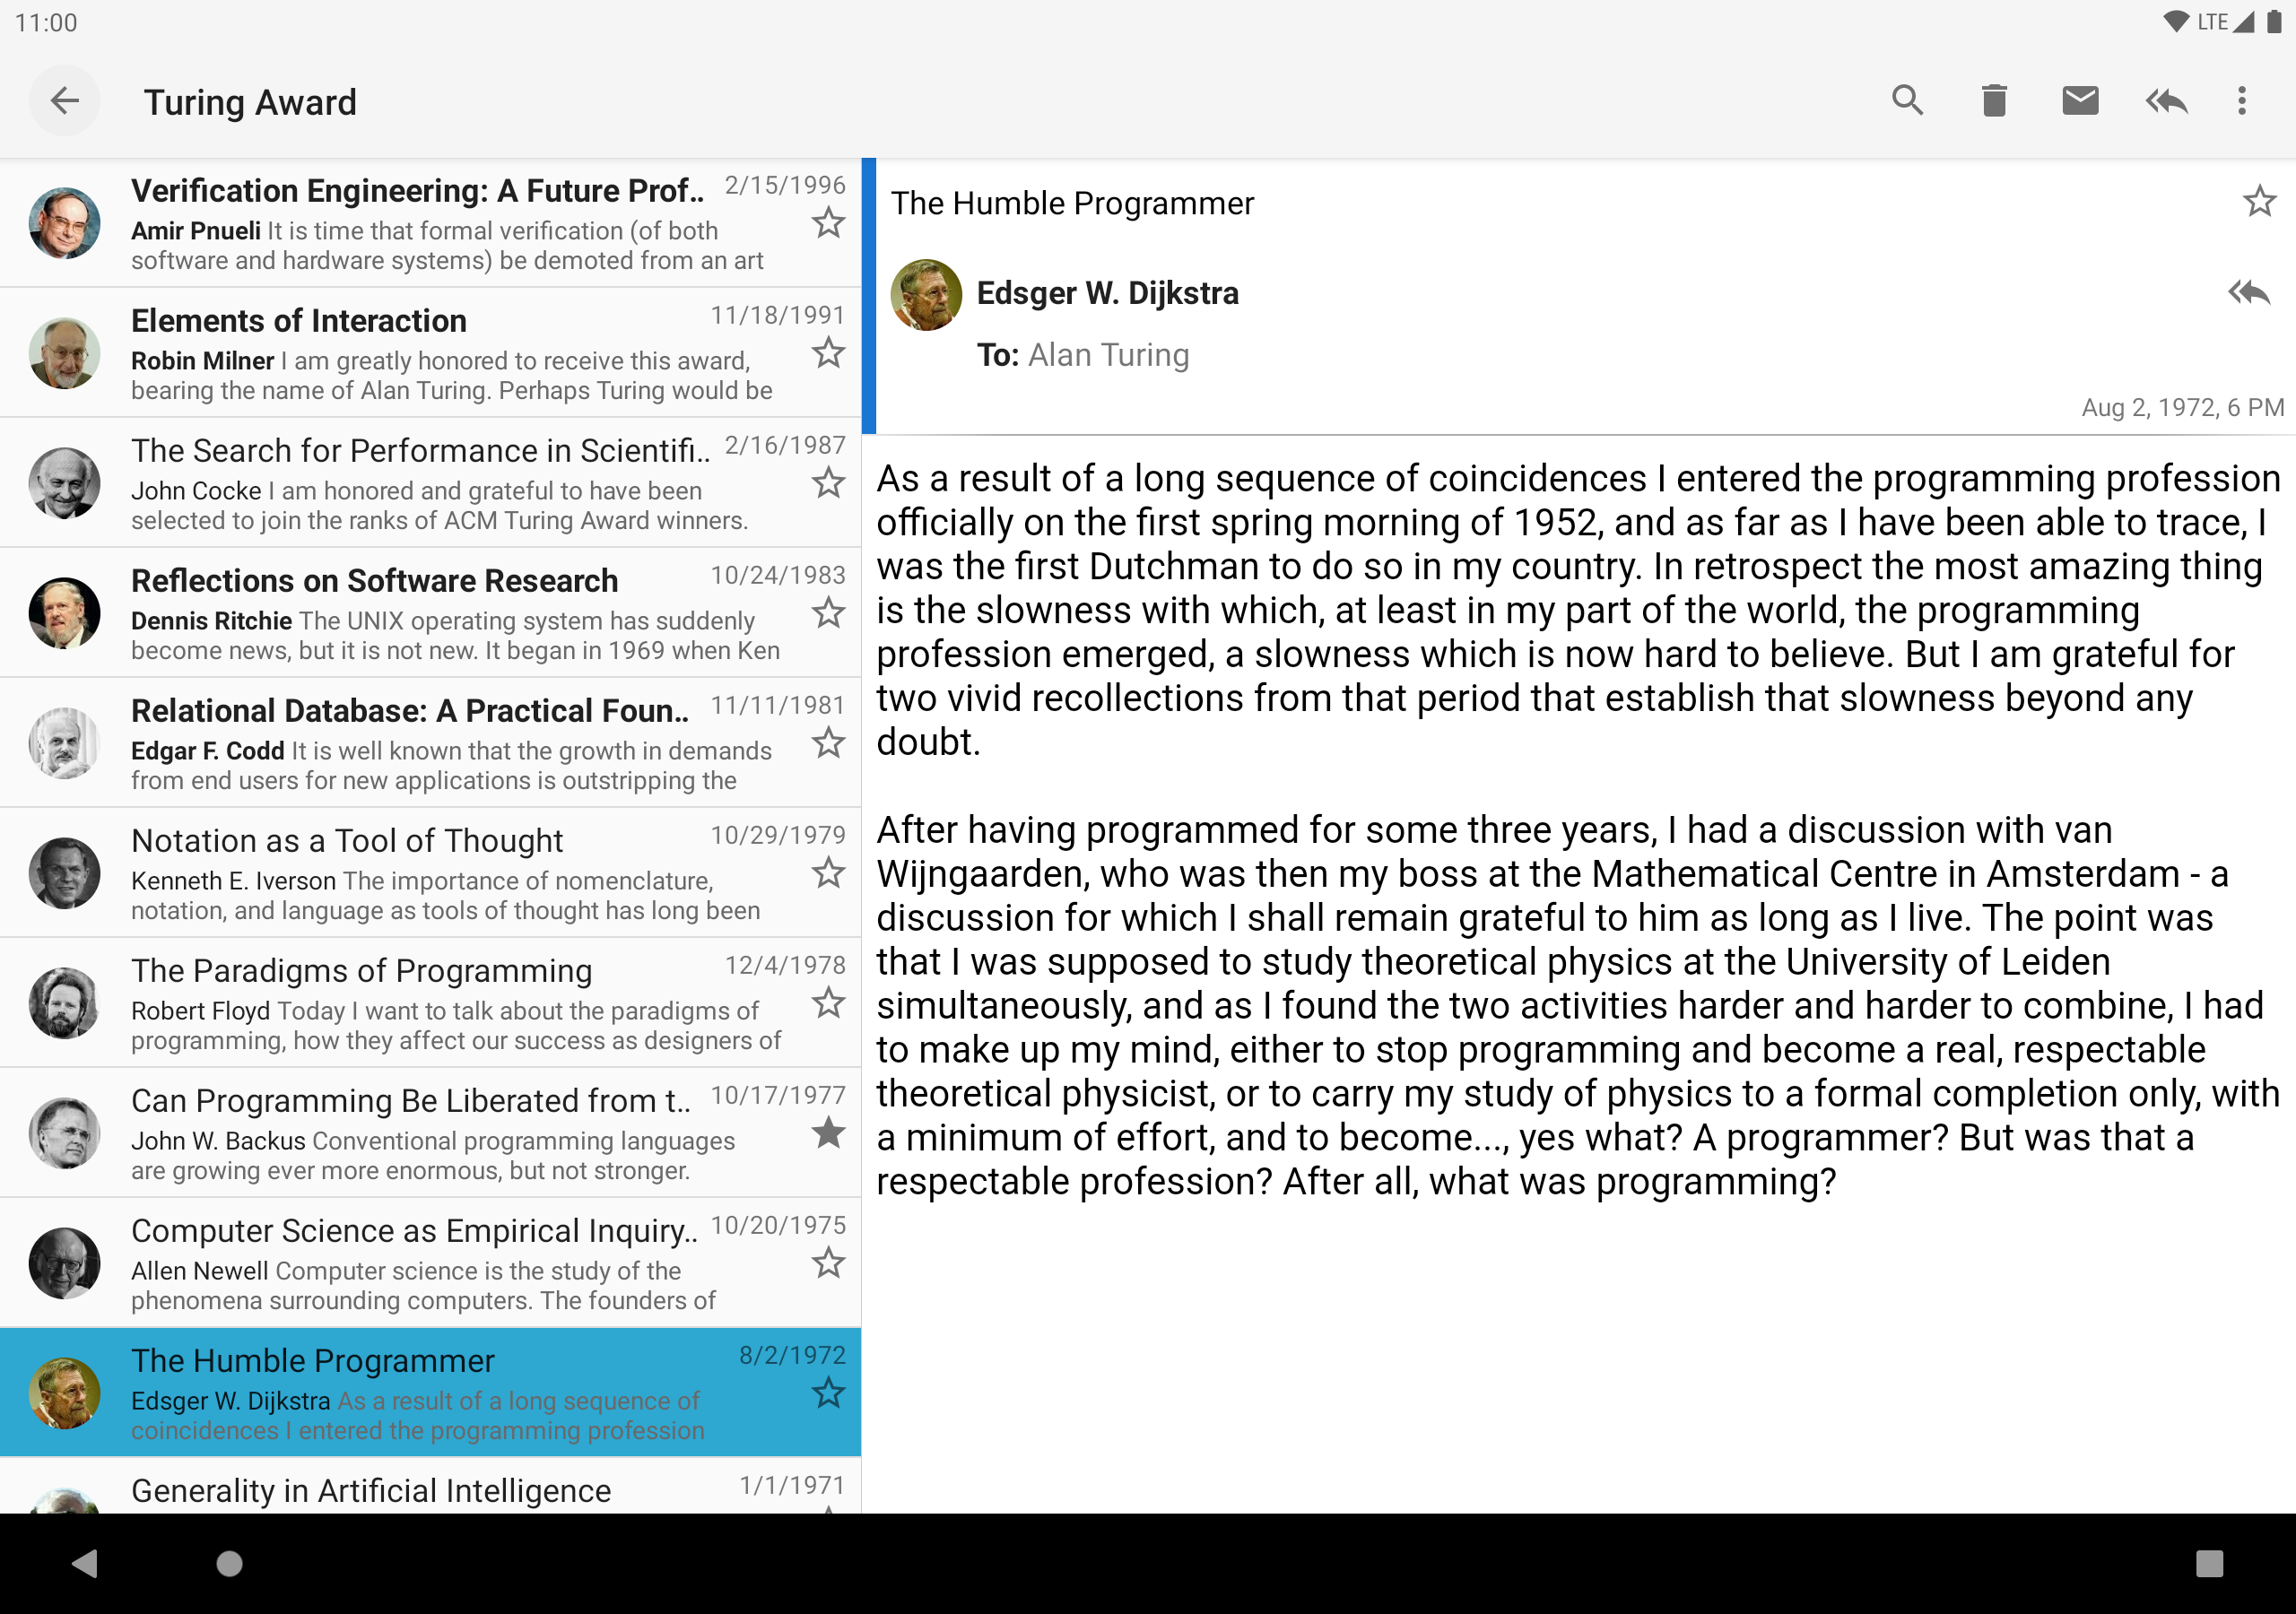 11:00
LTE
Turing Award
Verification Engineering: A Future Prof..
2/15/1996
Amir Pnueli It is time that formal verification (of both
software and hardware systems) be demoted from an art
Elements of Interaction
11/18/1991
Robin Milner I am greatly honored to receive this award,
bearing the name of Alan Turing. Perhaps Turing would be
The Search for Performance in Scientifi..
2/16/1987
John Cocke I am honored and grateful to have been
selected to join the ranks of ACM Turing Award winners.
Reflections on Software Research
10/24/1983
Dennis Ritchie The UNIX operating system has suddenly
become news, but it is not new. It began in 1969 when Ken
Relational Database: A Practical Foun..
11/11/1981
Edgar F. Codd It is well known that the growth in demands
from end users for new applications is outstripping the
Notation as a Tool of Thought
10/29/1979
Kenneth E. Iverson The importance of nomenclature,
notation, and language as tools of thought has long been
The Paradigms of Programming
12/4/1978
Robert Floyd Today I want to talk about the paradigms of
programming, how they affect our success as designers of
Can Programming Be Liberated from t..
10/17/1977
John W. Backus Conventional programming languages
are growing ever more enormous, but not stronger.
Computer Science as Empirical Inquiry..
10/20/1975
Allen Newell Computer science is the study of the
phenomena surrounding computers. The founders of
The Humble Programmer
8/2/1972
Edsger W. Dijkstra As a result of a long sequence of
coincidences I entered the programming profession
Generality in Artificial Intelligence
1/1/1971
The Humble Programmer
Edsger W. Dijkstra
To: Alan Turing
Aug 2, 1972, 6 PM
As a result of a long sequence of coincidences I entered the programming profession
officially on the first spring morning of 1952, and as far as I have been able to trace, I
was the first Dutchman to do so in my country. In retrospect the most amazing thing
is the slowness with which, at least in my part of the world, the programming
profession emerged, a slowness which is now hard to believe. But I am grateful for
two vivid recollections from that period that establish that slowness beyond any
doubt.
After having programmed for some three years, I had a discussion with van
Wijngaarden, who was then my boss at the Mathematical Centre in Amsterdam - a
discussion for which I shall remain grateful to him as long as I live. The point was
that I was supposed to study theoretical physics at the University of Leiden
simultaneously, and as I found the two activities harder and harder to combine, I had
to make up my mind, either to stop programming and become a real, respectable
theoretical physicist, or to carry my study of physics to a formal completion only, with
a minimum of effort, and to become..., yes what? A programmer? But was that a
respectable profession? After all, what was programming?